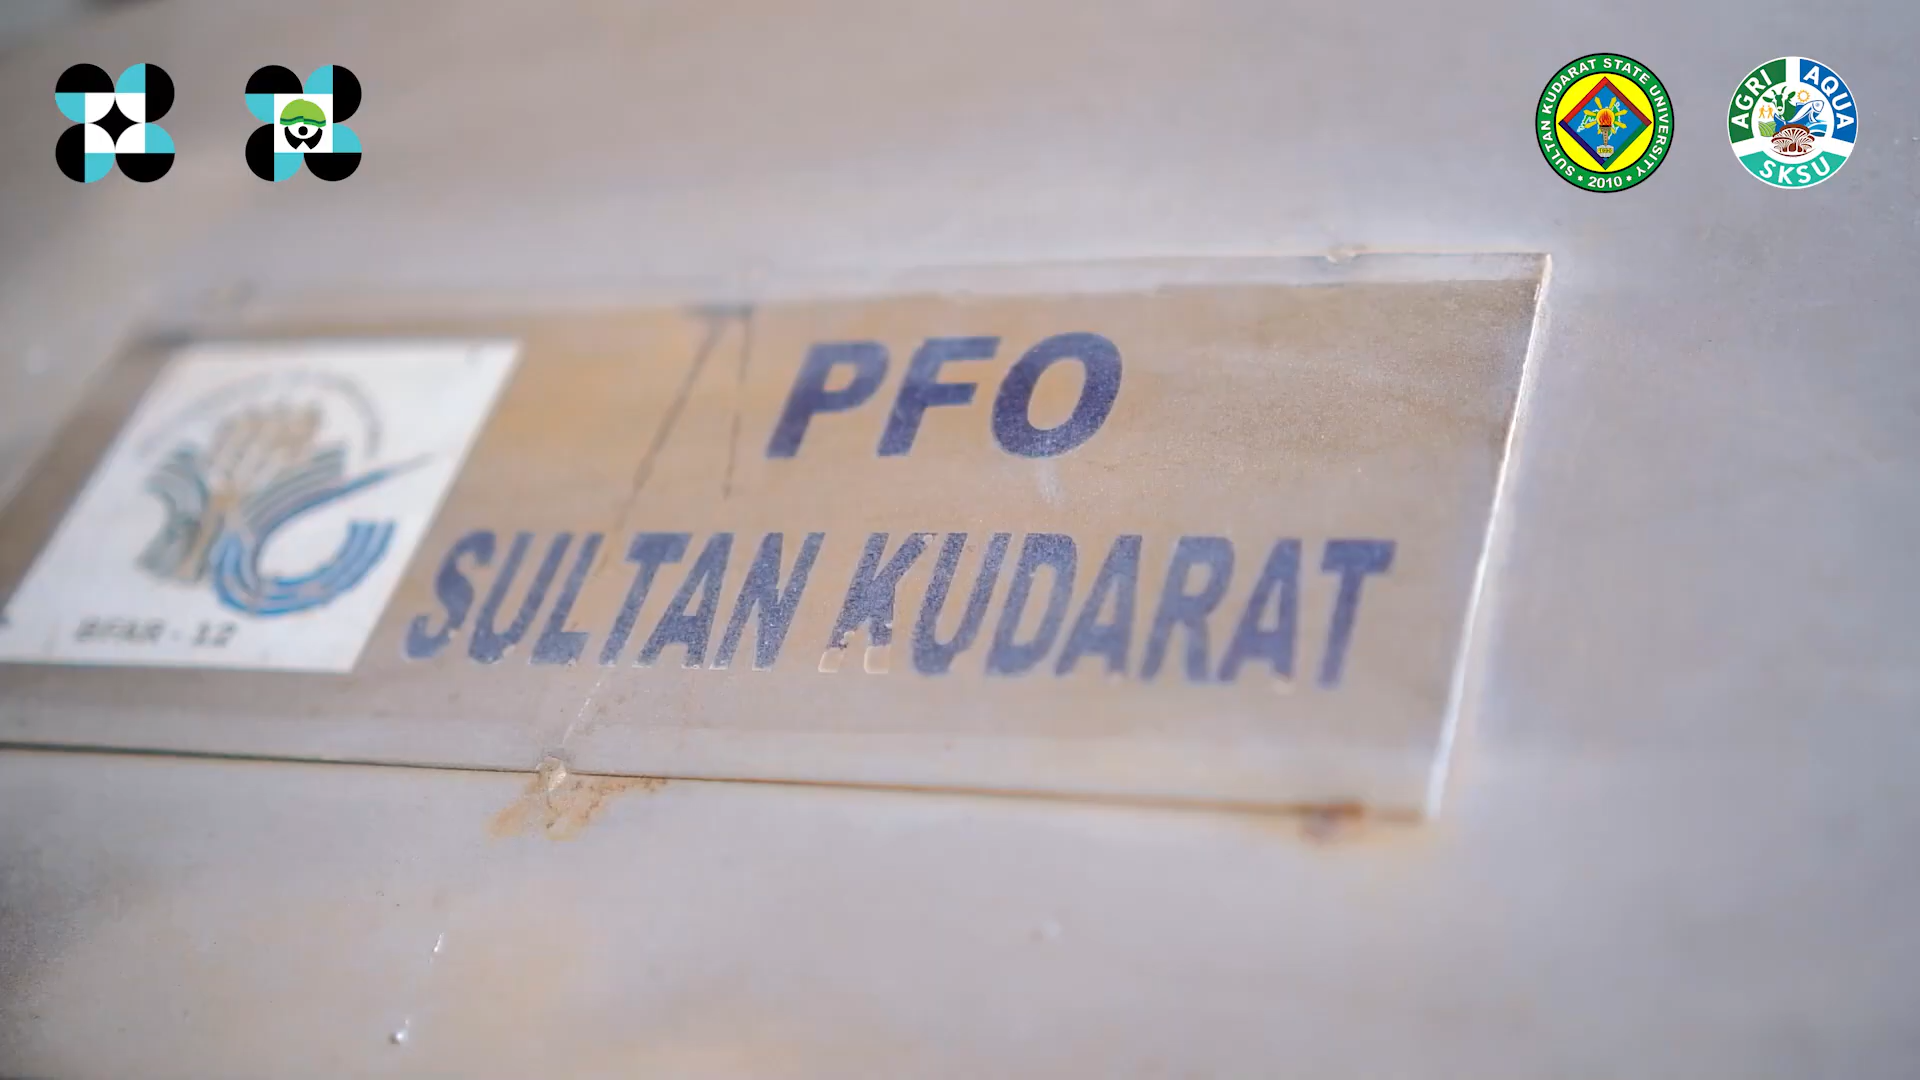 SULTAN KUDARAT STATE UNIVERSITY
• 2010 •
AGRI AQUA
SKSU
PFO
SULTAN KUDARAT
BFAR - 12